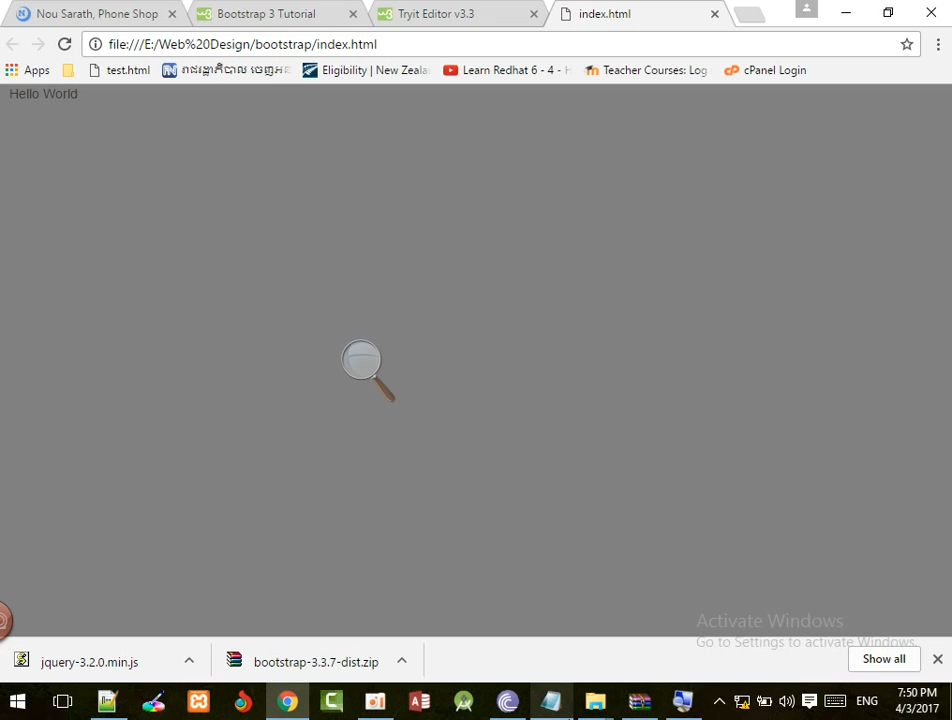 Nou Sarath, Phone Shop
Bootstrap 3 Tutorial
Tryit Editor v3.3
index.html
file:///E:/Web%20Design/bootstrap/index.html
Apps
test.html
Eligibility | New Zeala
Learn Redhat 6 - 4 - H
Teacher Courses: Log
cPanel Login
Hello World
Activate Windows
Go to Settings to activate Windows.
jquery-3.2.0.min.js
bootstrap-3.3.7-dist.zip
Show all
7:50 PM
ENG
4/3/2017